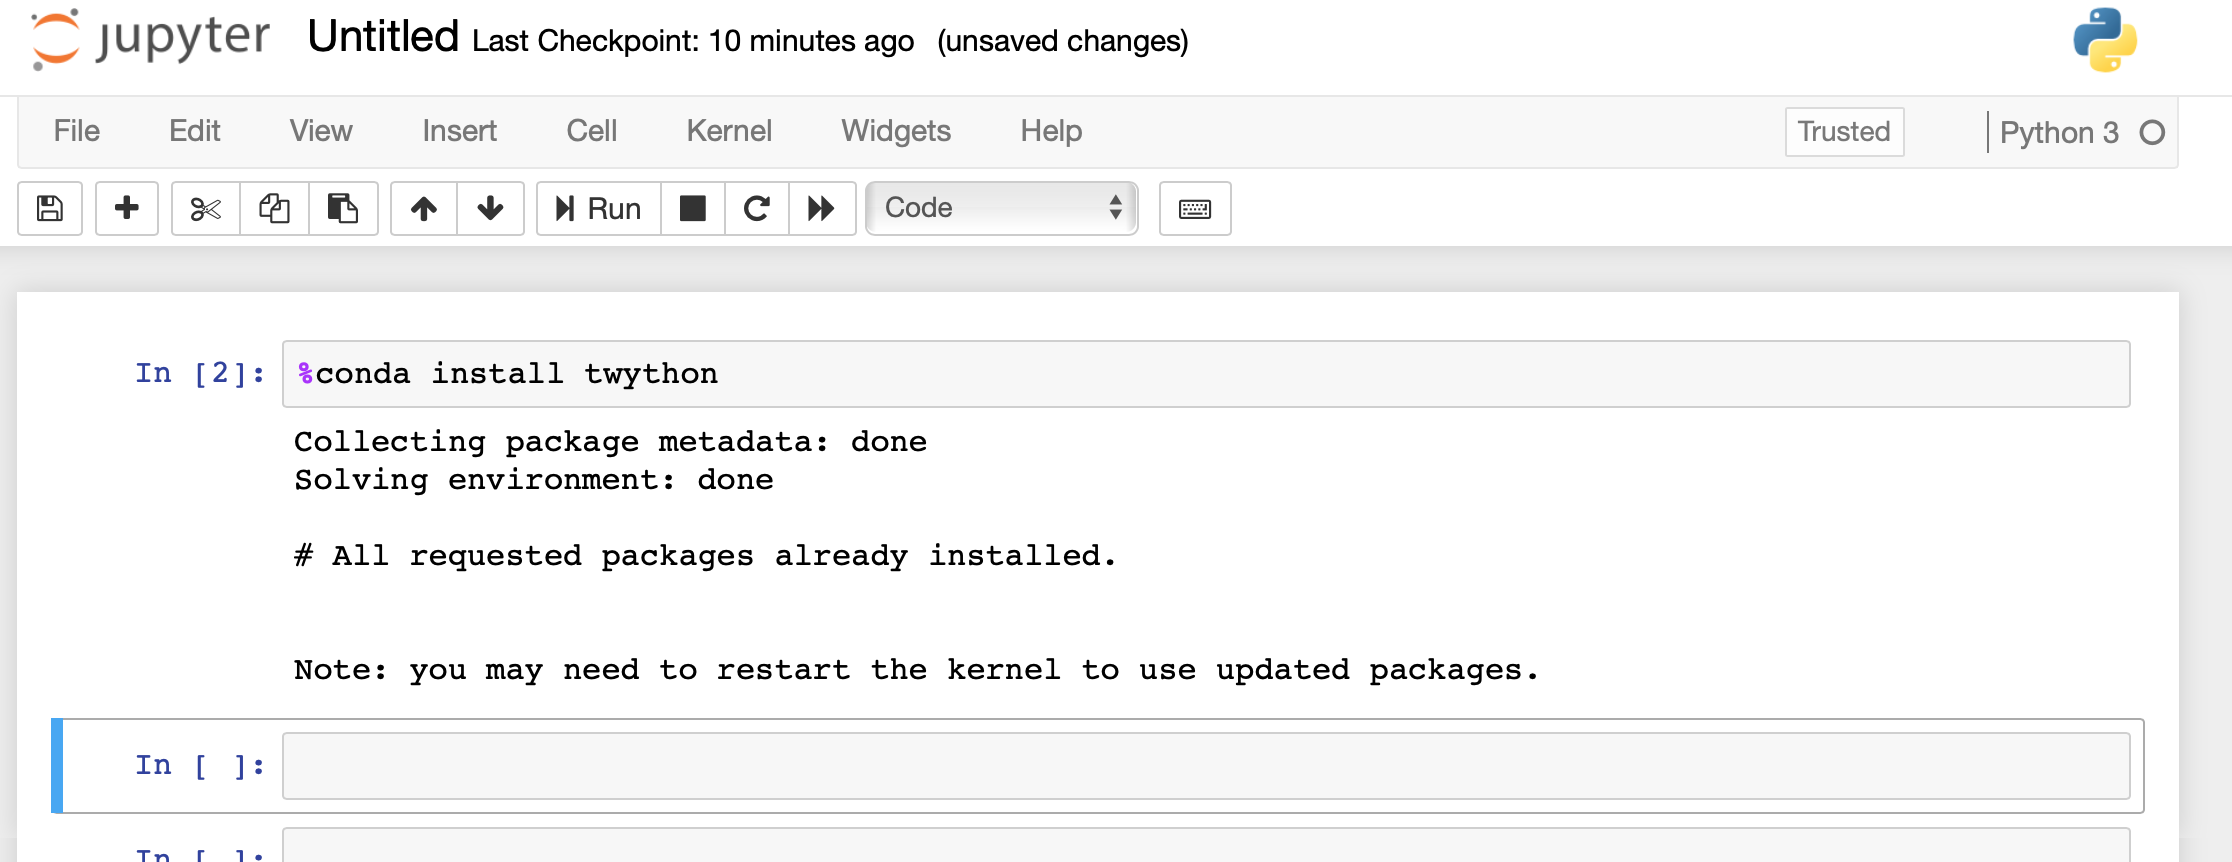 jupyter Untitled Last Checkpoint: 10 minutes ago (unsaved changes)
File Edit View Insert Cell Kernel Widgets Help Trusted Python 3
Run Code
In [2]: %conda install twython
Collecting package metadata: done
Solving environment: done
# All requested packages already installed.
Note: you may need to restart the kernel to use updated packages.
In [ ]:
In [ ]: